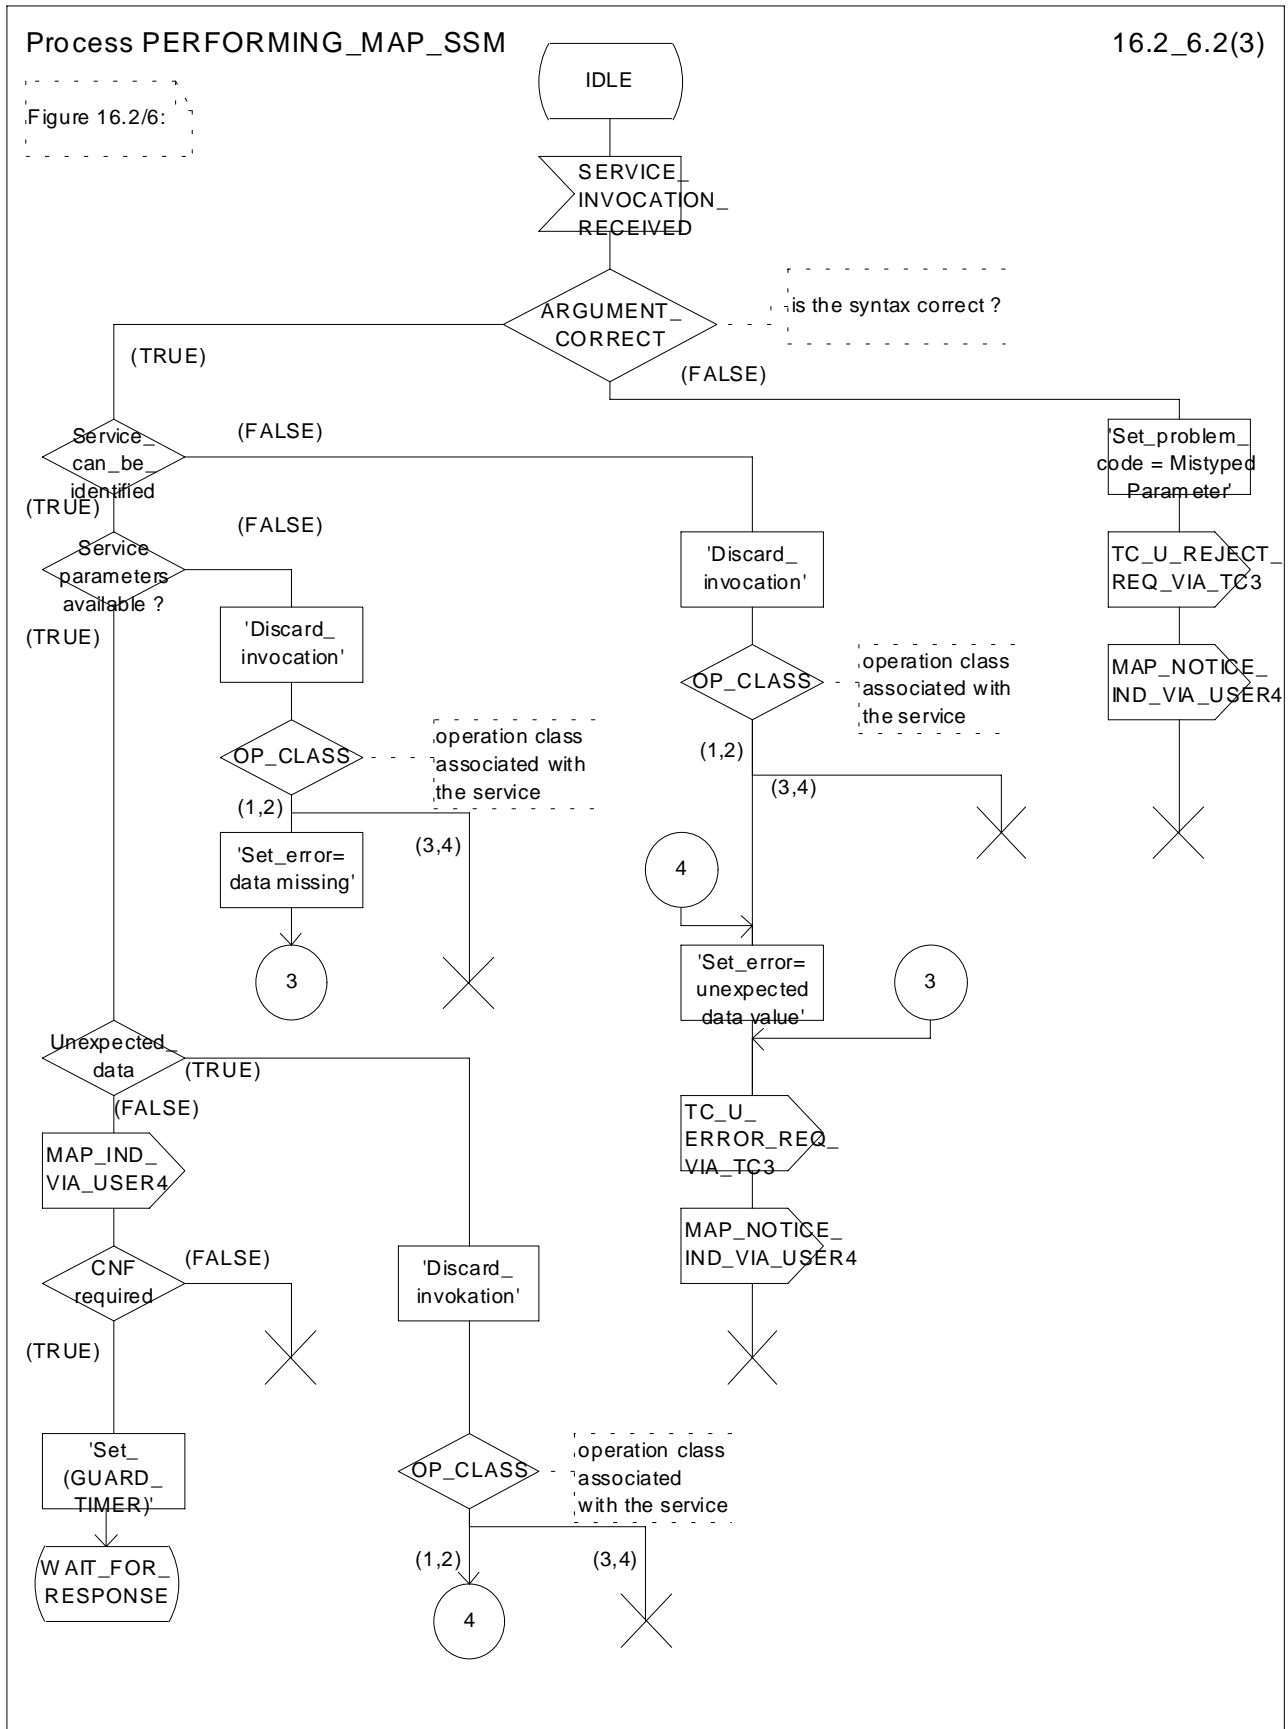 Process PERFORMING_MAP_SSM
16.2_6.2(3)
Figure 16.2/6:
IDLE
SERVICE_
INVOCATION_
RECEIVED
ARGUMENT_
CORRECT
is the syntax correct ?
(TRUE)
(FALSE)
Service_
can_be_
identified
(FALSE)
'Set_problem_
code = Mistyped
Parameter'
(TRUE)
(FALSE)
Service
parameters
available ?
'Discard_
invocation'
TC_U_REJECT_
REQ_VIA_TC3
(TRUE)
'Discard_
invocation'
OP_CLASS
operation class
associated with
the service
MAP_NOTICE_
IND_VIA_USER4
OP_CLASS
operation class
associated with
the service
(1,2)
(3,4)
(1,2)
(3,4)
'Set_error=
data missing'
4
3
'Set_error=
unexpected
data value'
3
Unexpected_
data
(TRUE)
(FALSE)
TC_U_
ERROR_REQ_
VIA_TC3
MAP_IND_
VIA_USER4
MAP_NOTICE_
IND_VIA_USER4
CNF
required
(FALSE)
'Discard_
invokation'
(TRUE)
'Set_
(GUARD_
TIMER)'
OP_CLASS
operation class
associated
with the service
(1,2)
(3,4)
WAIT_FOR_
RESPONSE
4